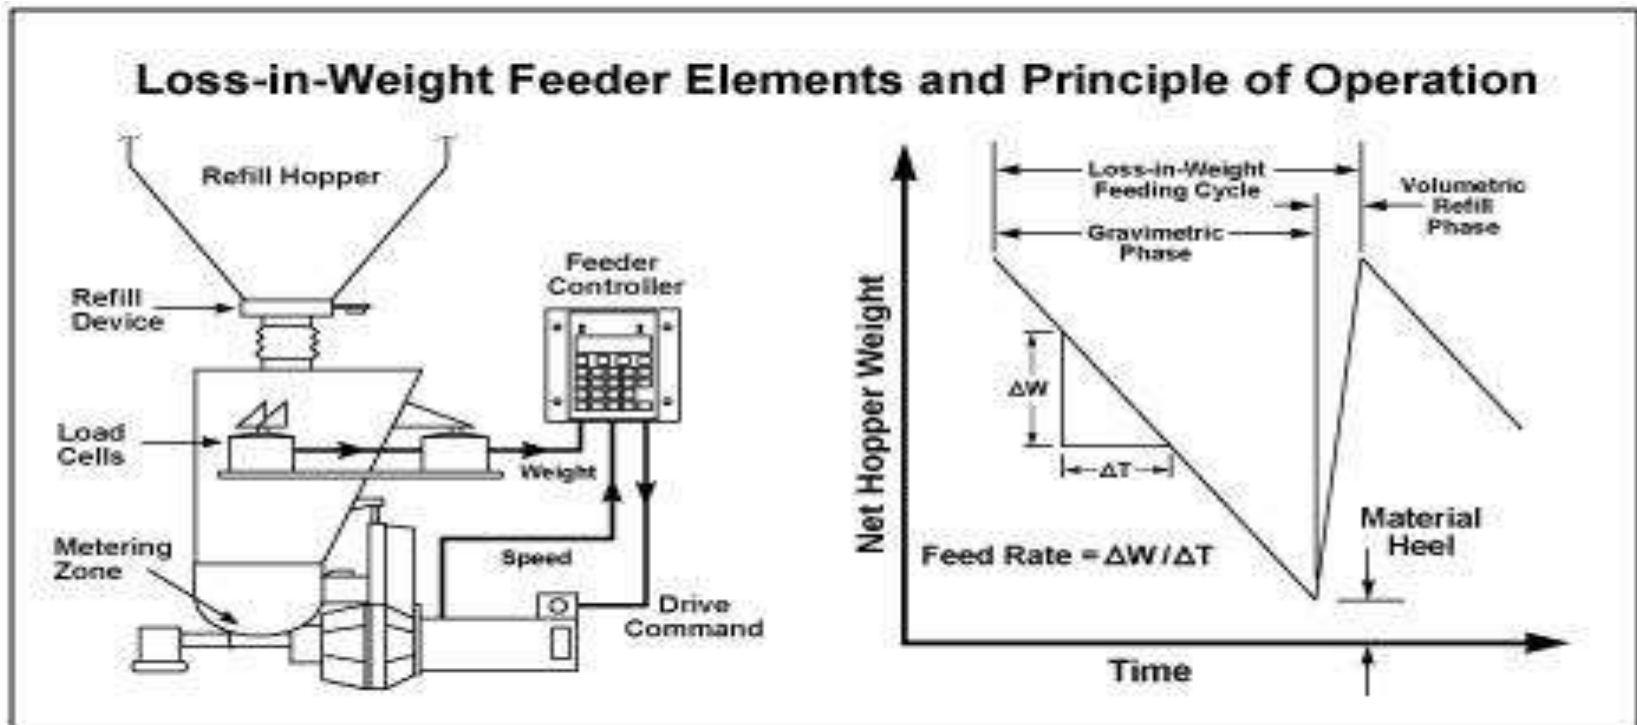 Loss-in-Weight Feeder Elements and Principle of Operation
Refill Hopper
Refill
Device
Feeder
Controller
Load
Cells
Weight
Metering
Zone
Speed
Drive
Command
Net Hopper Weight
Loss-in-Weight
Feeding Cycle
Volumetric
Refill
Phase
Gravimetric
Phase
ΔW
ΔT
Feed Rate = ΔW/ΔT
Material
Heel
Time